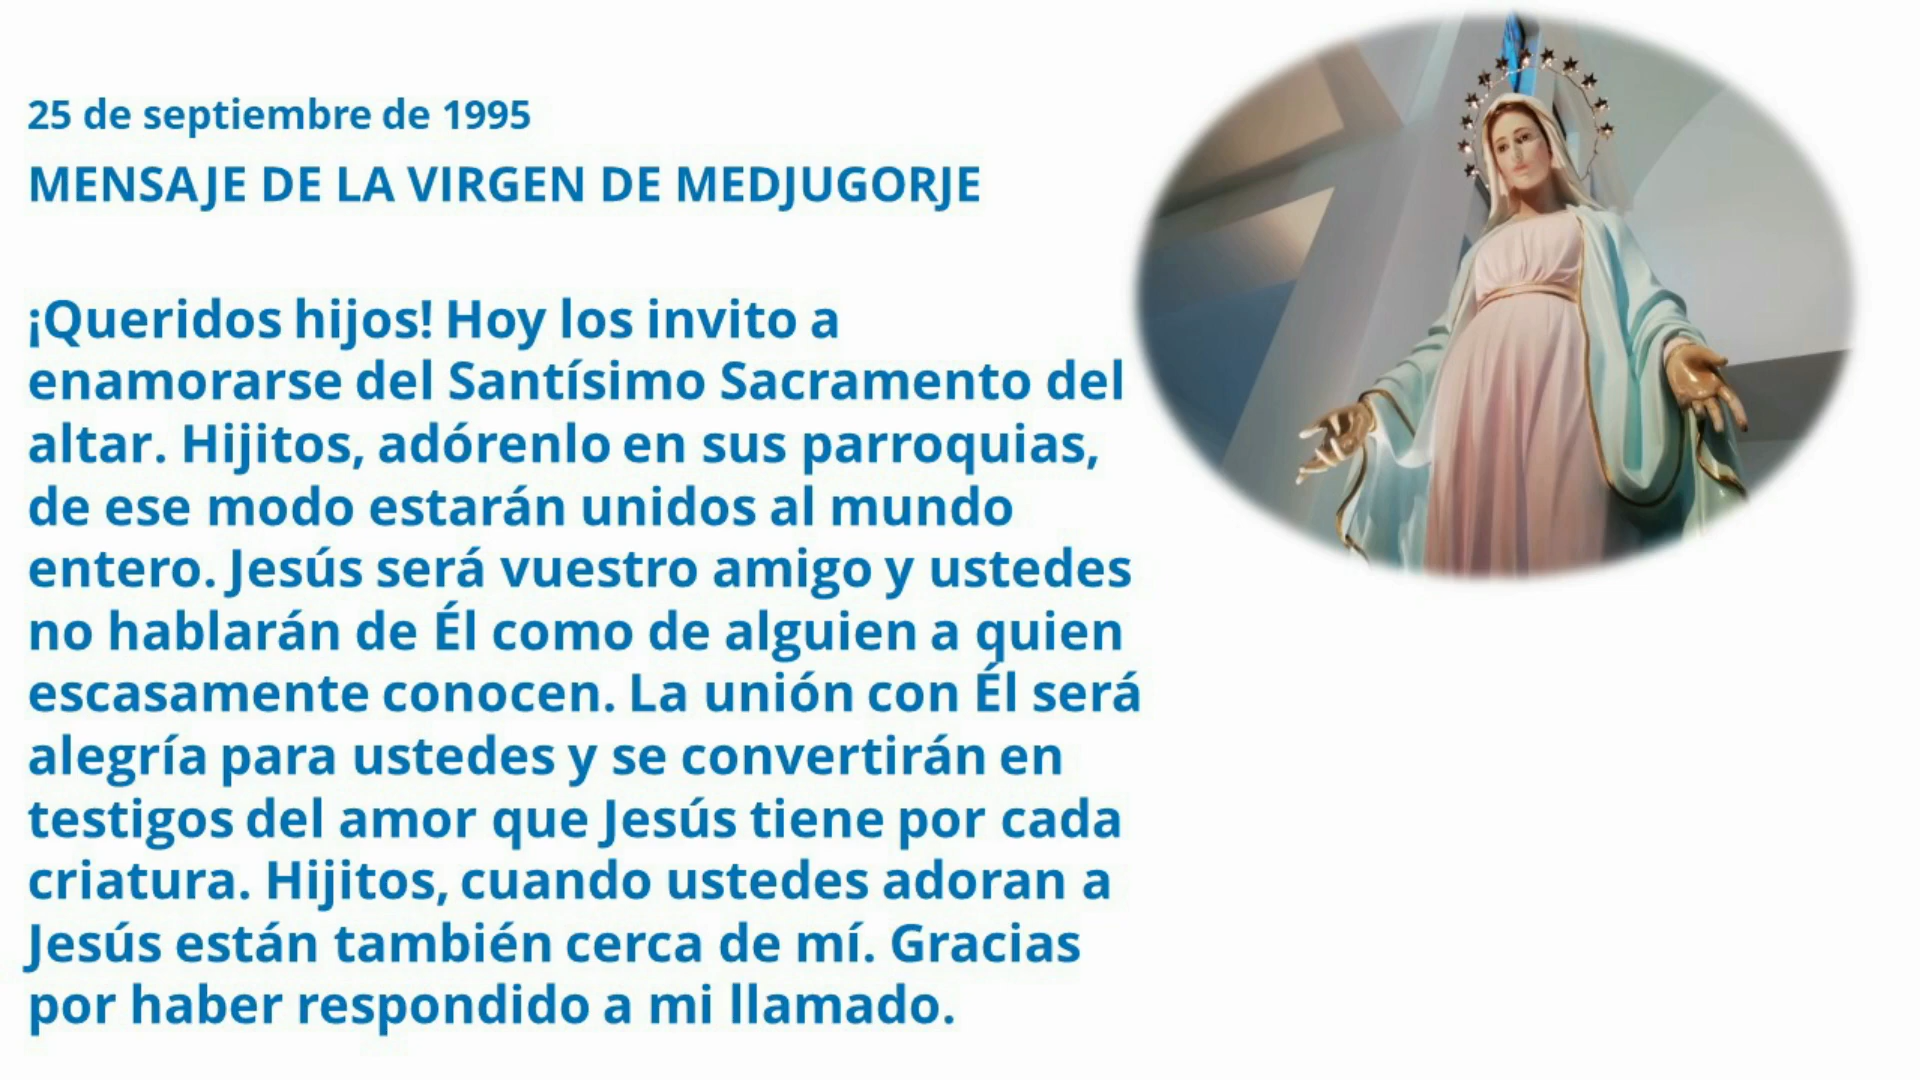 25 de septiembre de 1995
MENSAJE DE LA VIRGEN DE MEDJUGORJE
¡Queridos hijos! Hoy los invito a
enamorarse del Santísimo Sacramento del
altar. Hijitos, adórenlo en sus parroquias,
de ese modo estarán unidos al mundo
entero. Jesús será vuestro amigo y ustedes
no hablarán de Él como de alguien a quien
escasamente conocen. La unión con Él será
alegría para ustedes y se convertirán en
testigos del amor que Jesús tiene por cada
criatura. Hijitos, cuando ustedes adoran a
Jesús están también cerca de mí. Gracias
por haber respondido a mi llamado.